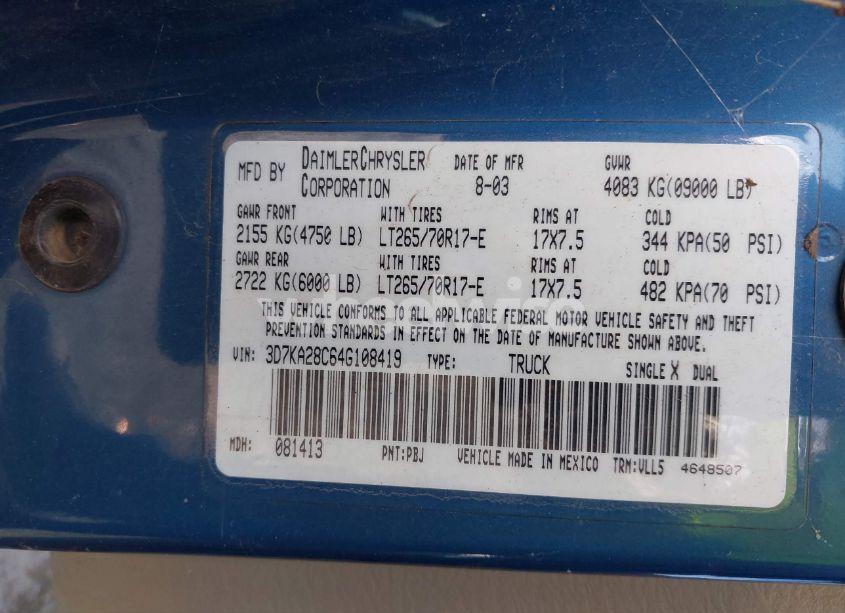 MFD BY DAIMLERCHRYSLER CORPORATION DATE OF MFR 8-03 GVWR 4083 KG(09000 LB)
GAWR FRONT WITH TIRES RIMS AT COLD
2155 KG(4750 LB) LT265/70R17-E 17X7.5 344 KPA(50 PSI)
GAWR REAR WITH TIRES RIMS AT COLD
2722 KG(6000 LB) LT265/70R17-E 17X7.5 482 KPA(70 PSI)
THIS VEHICLE CONFORMS TO ALL APPLICABLE FEDERAL MOTOR VEHICLE SAFETY AND THEFT
PREVENTION STANDARDS IN EFFECT ON THE DATE OF MANUFACTURE SHOWN ABOVE.
VIN: 3D7KA28C64G108419 TYPE: TRUCK SINGLE X DUAL
MDH: 081413 PNT:PBJ VEHICLE MADE IN MEXICO TRM:VLL5 4648507